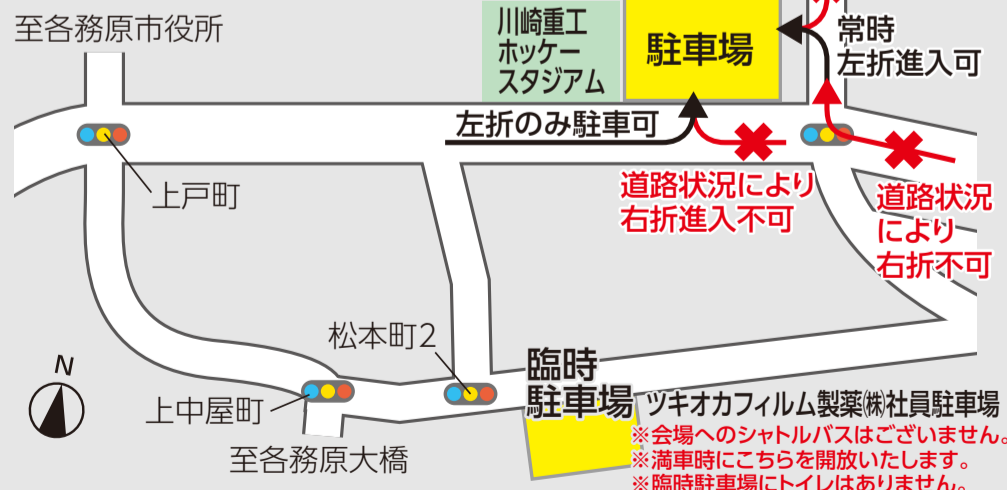 至各務原市役所
川崎重工
ホッケー
スタジアム
駐車場
常時
左折進入可
左折のみ駐車可
上戸町
道路状況により
右折進入不可
道路状況
により
右折不可
松本町2
N
臨時
駐車場
ツキオカフィルム製薬㈱社員駐車場
上中屋町
至各務原大橋
※会場へのシャトルバスはございません。
※満車時にこちらを開放いたします。
※臨時駐車場にトイレはありません。